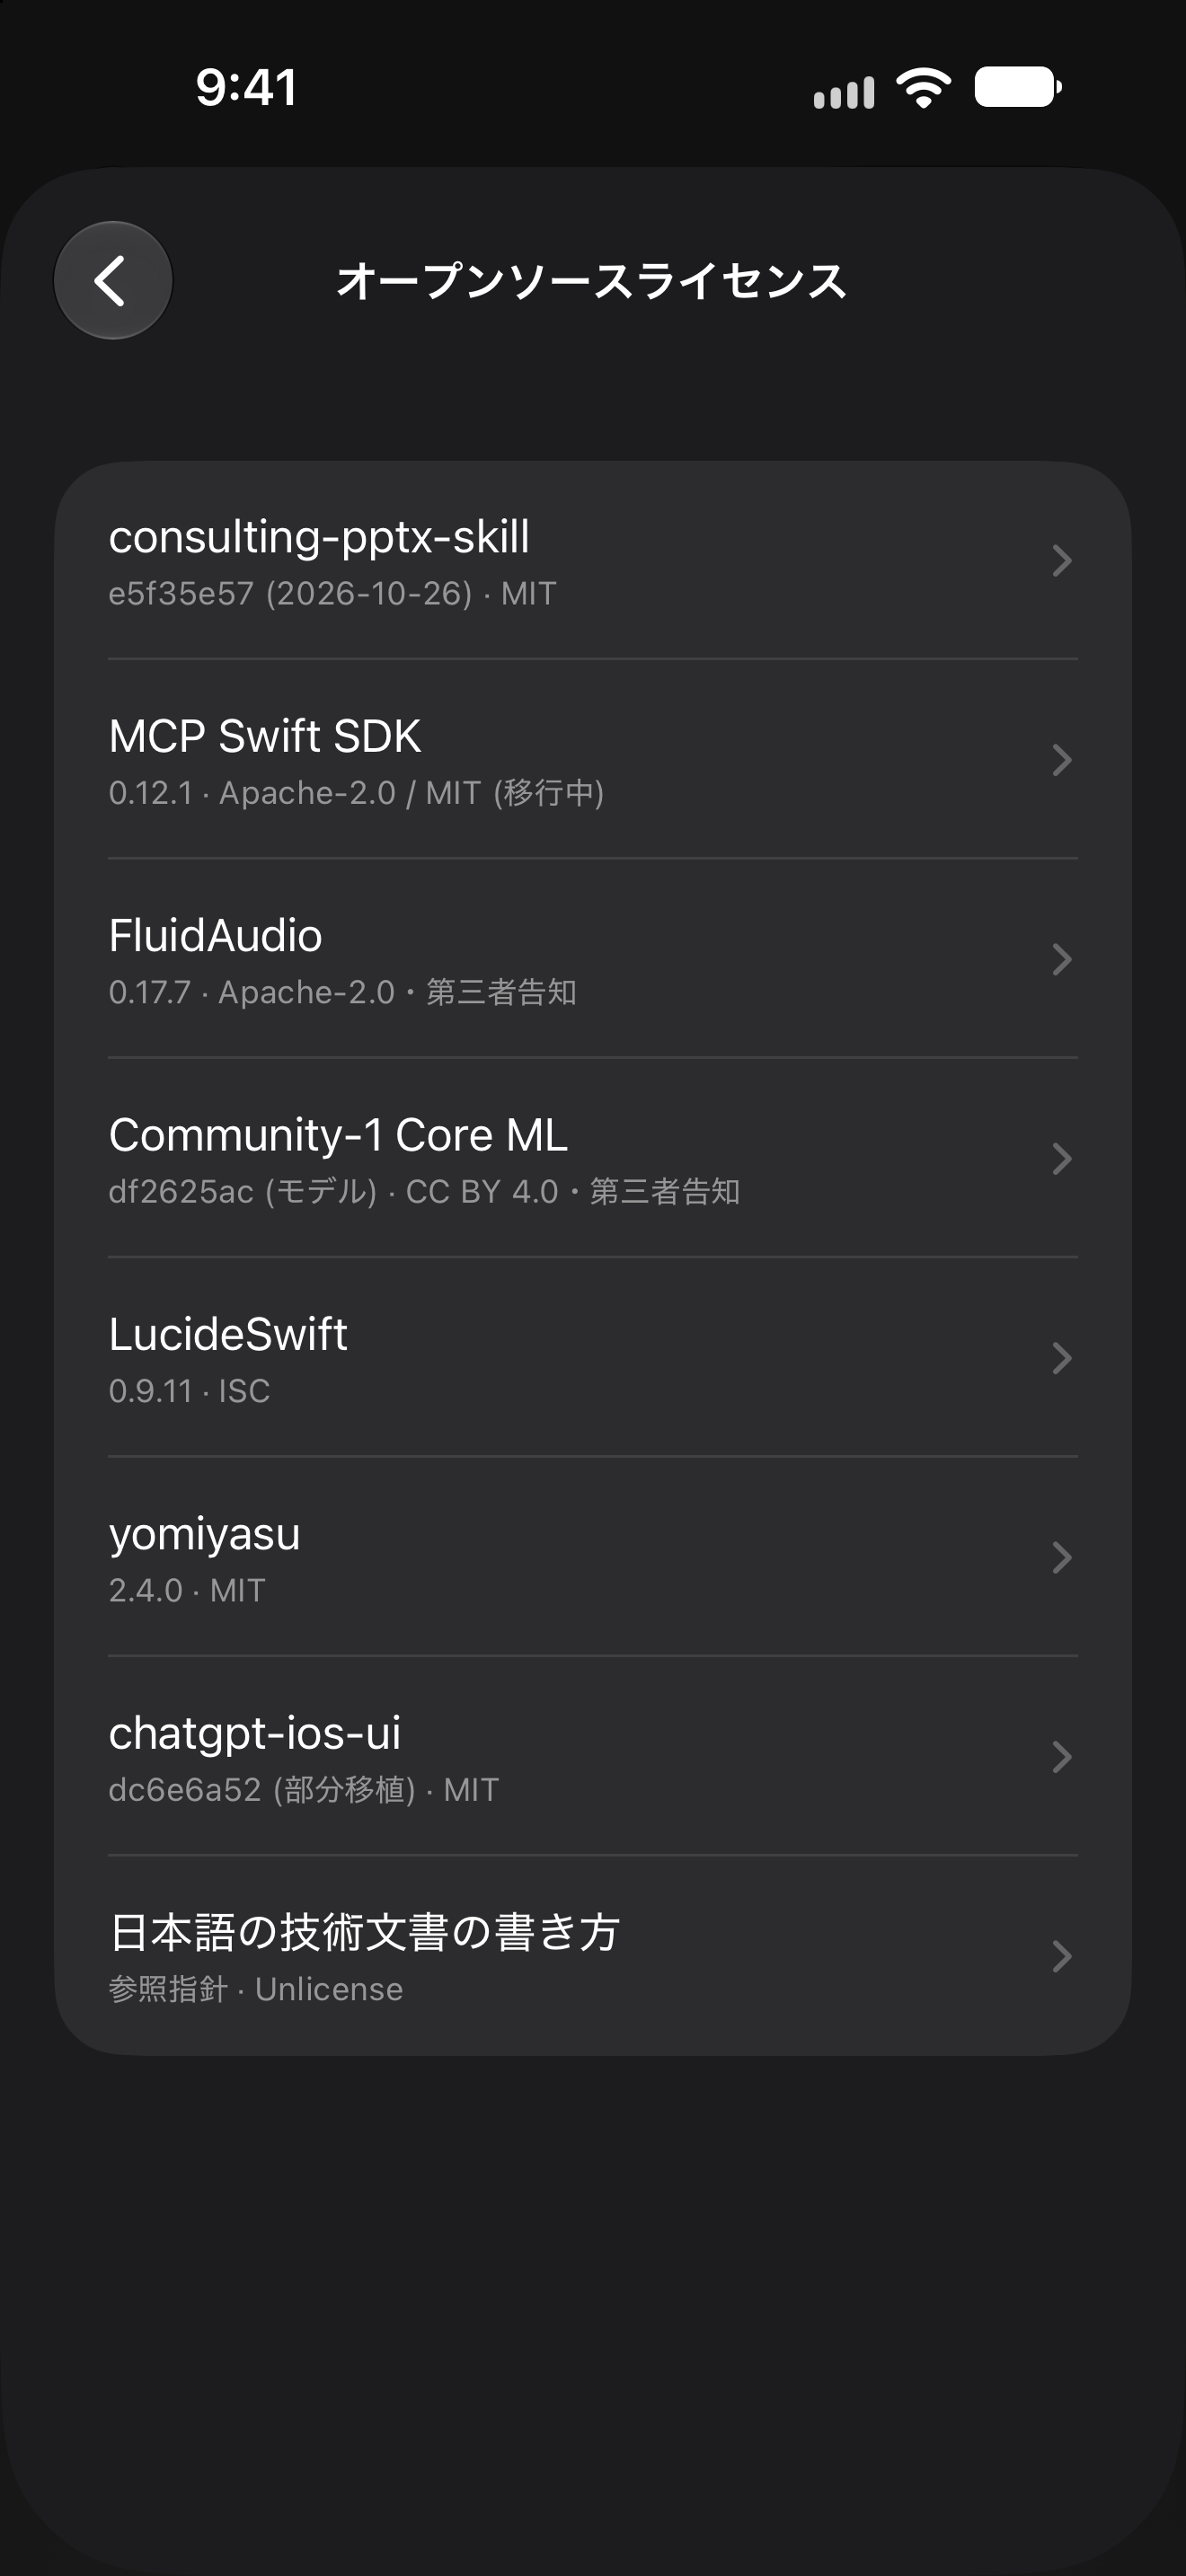 9:41
オープンソースライセンス
consulting-pptx-skill
e5f35e57 (2026-10-26) · MIT
MCP Swift SDK
0.12.1 · Apache-2.0 / MIT (移行中)
FluidAudio
0.17.7 · Apache-2.0・第三者告知
Community-1 Core ML
df2625ac (モデル) · CC BY 4.0・第三者告知
LucideSwift
0.9.11 · ISC
yomiyasu
2.4.0 · MIT
chatgpt-ios-ui
dc6e6a52 (部分移植) · MIT
日本語の技術文書の書き方
参照指針 · Unlicense